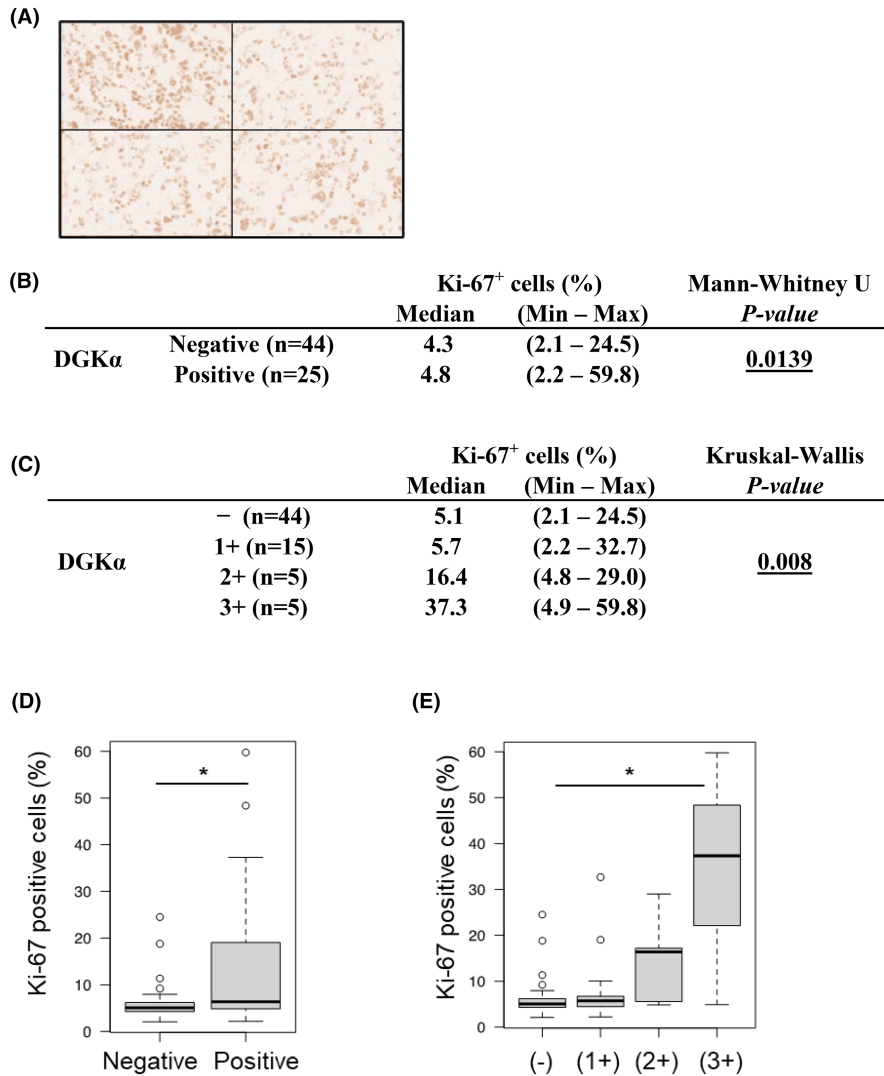 (A)
(B)
Ki-67⁺ cells (%) Mann-Whitney U
Median (Min – Max) P-value
DGKα
Negative (n=44) 4.3 (2.1 – 24.5)
Positive (n=25) 4.8 (2.2 – 59.8)
0.0139
(C)
Ki-67⁺ cells (%) Kruskal-Wallis
Median (Min – Max) P-value
DGKα
− (n=44) 5.1 (2.1 – 24.5)
1+ (n=15) 5.7 (2.2 – 32.7)
2+ (n=5) 16.4 (4.8 – 29.0)
3+ (n=5) 37.3 (4.9 – 59.8)
0.008
(D)
Ki-67 positive cells (%)
60
50
40
30
20
10
0
*
Negative Positive
(E)
Ki-67 positive cells (%)
60
50
40
30
20
10
0
*
(-) (1+) (2+) (3+)